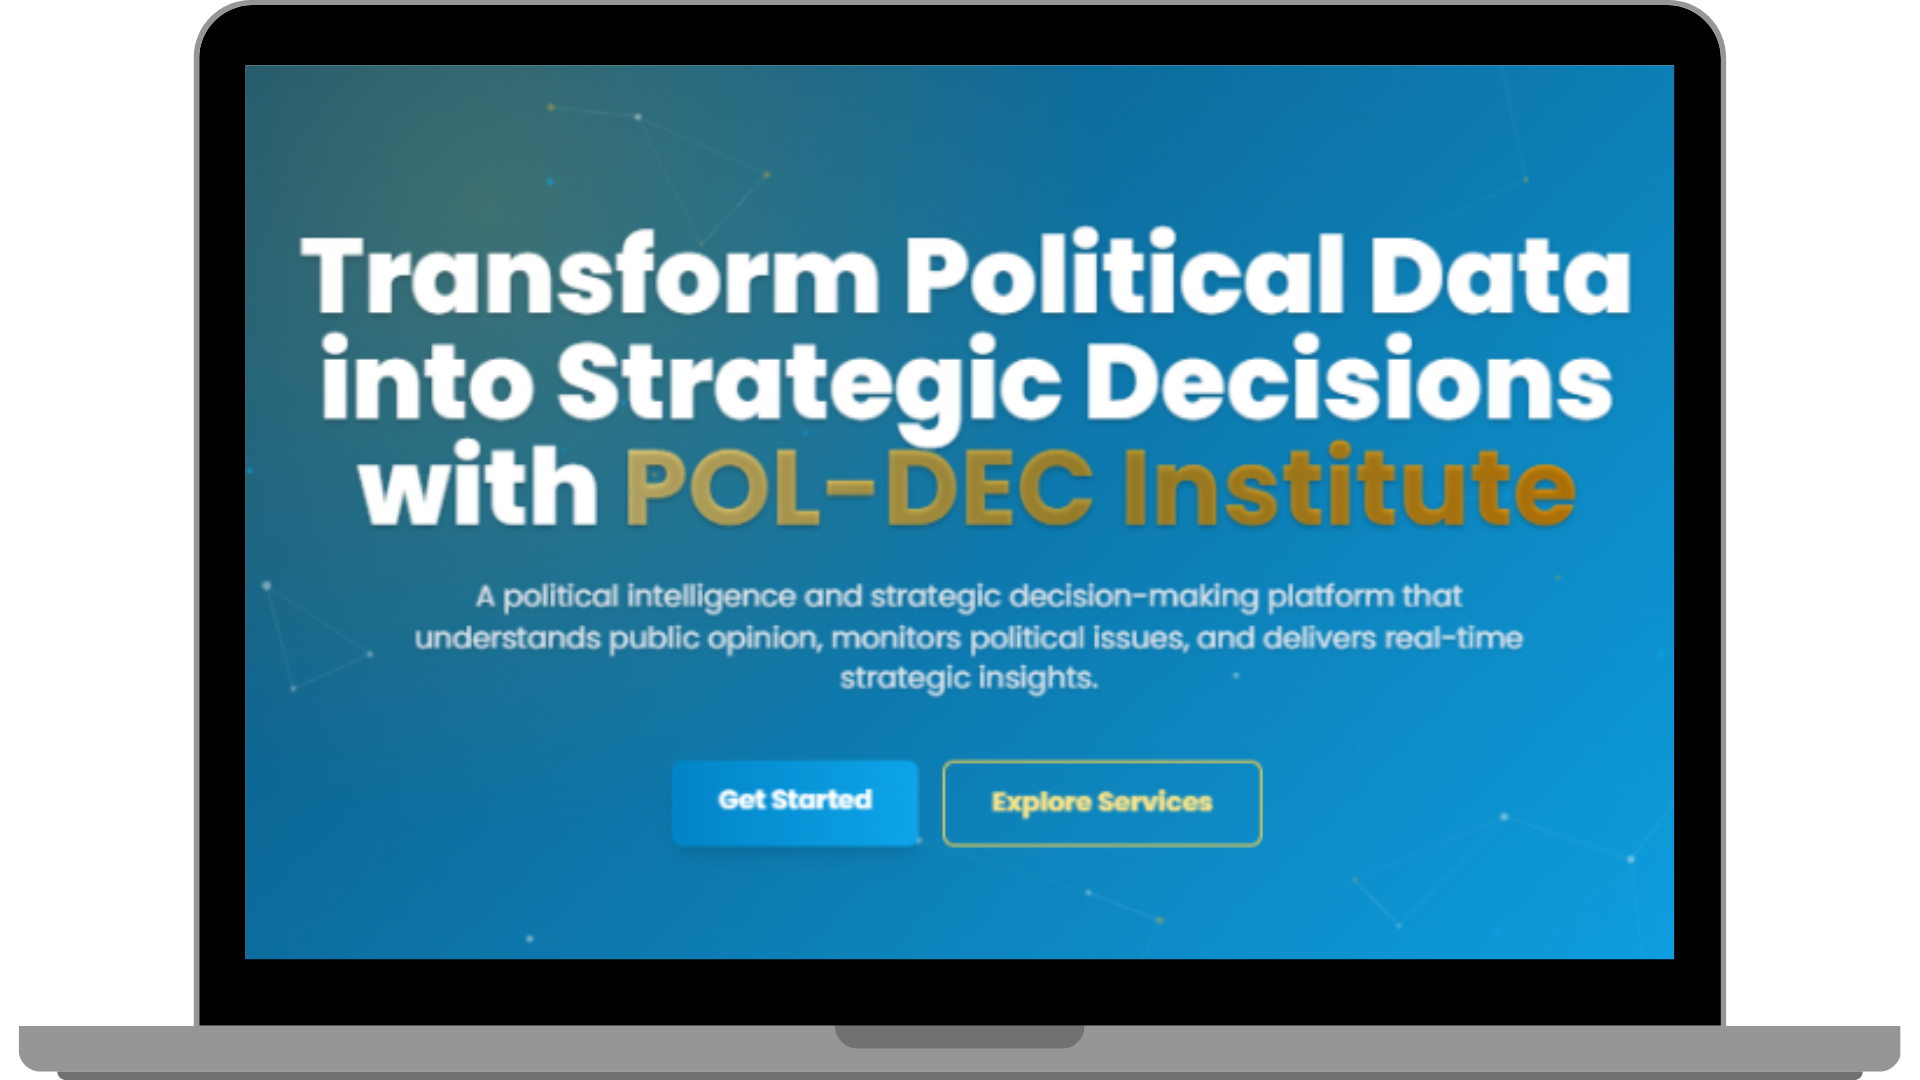 Transform Political Data
into Strategic Decisions
with POL-DEC Institute
A political intelligence and strategic decision-making platform that
understands public opinion, monitors political issues, and delivers real-time
strategic insights.
Get Started
Explore Services